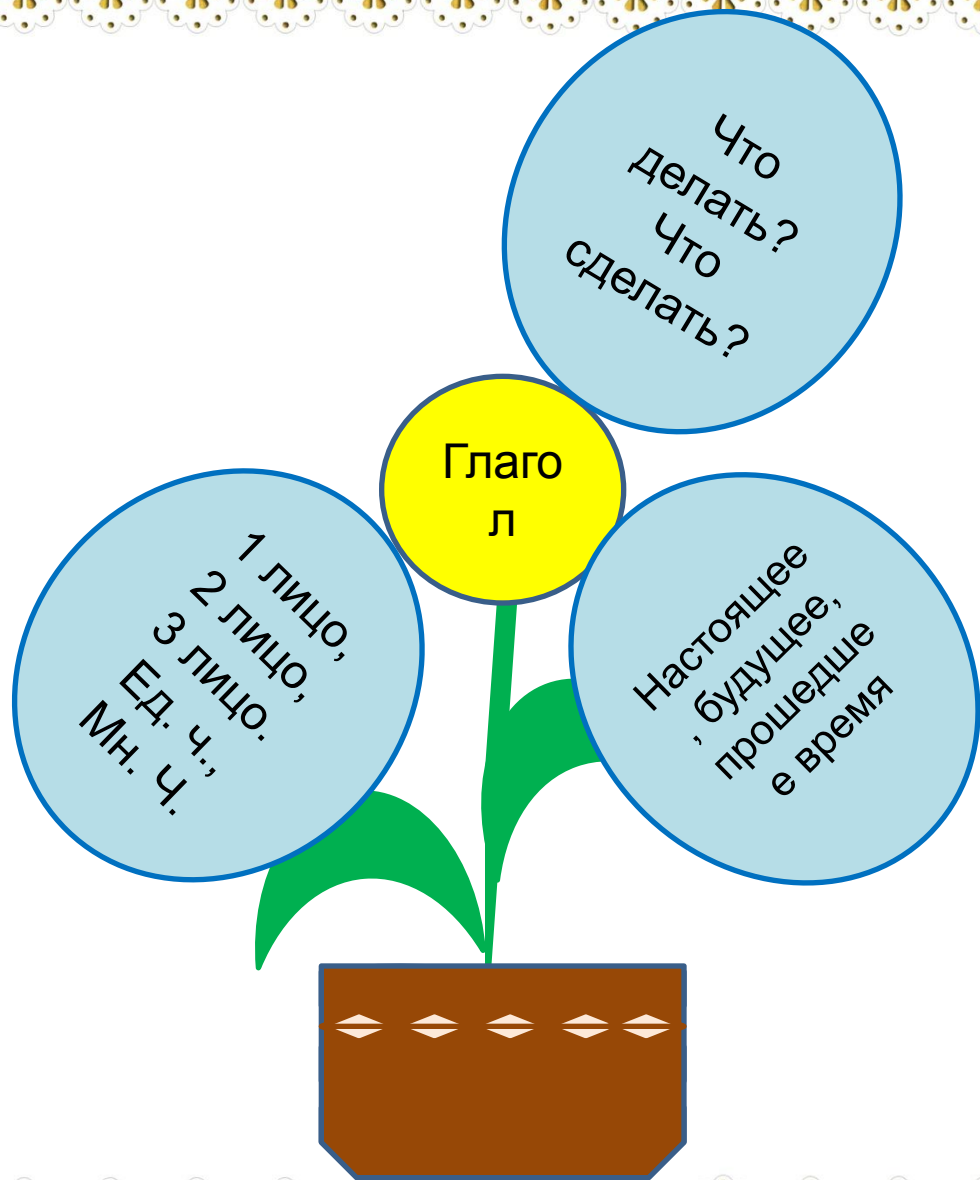 Что
делать?
Что
сделать?
Глаго
л
1 лицо,
2 лицо,
3 лицо.
Ед. ч.,
Мн. Ч.
Настоящее
, будущее,
прошедше
е время